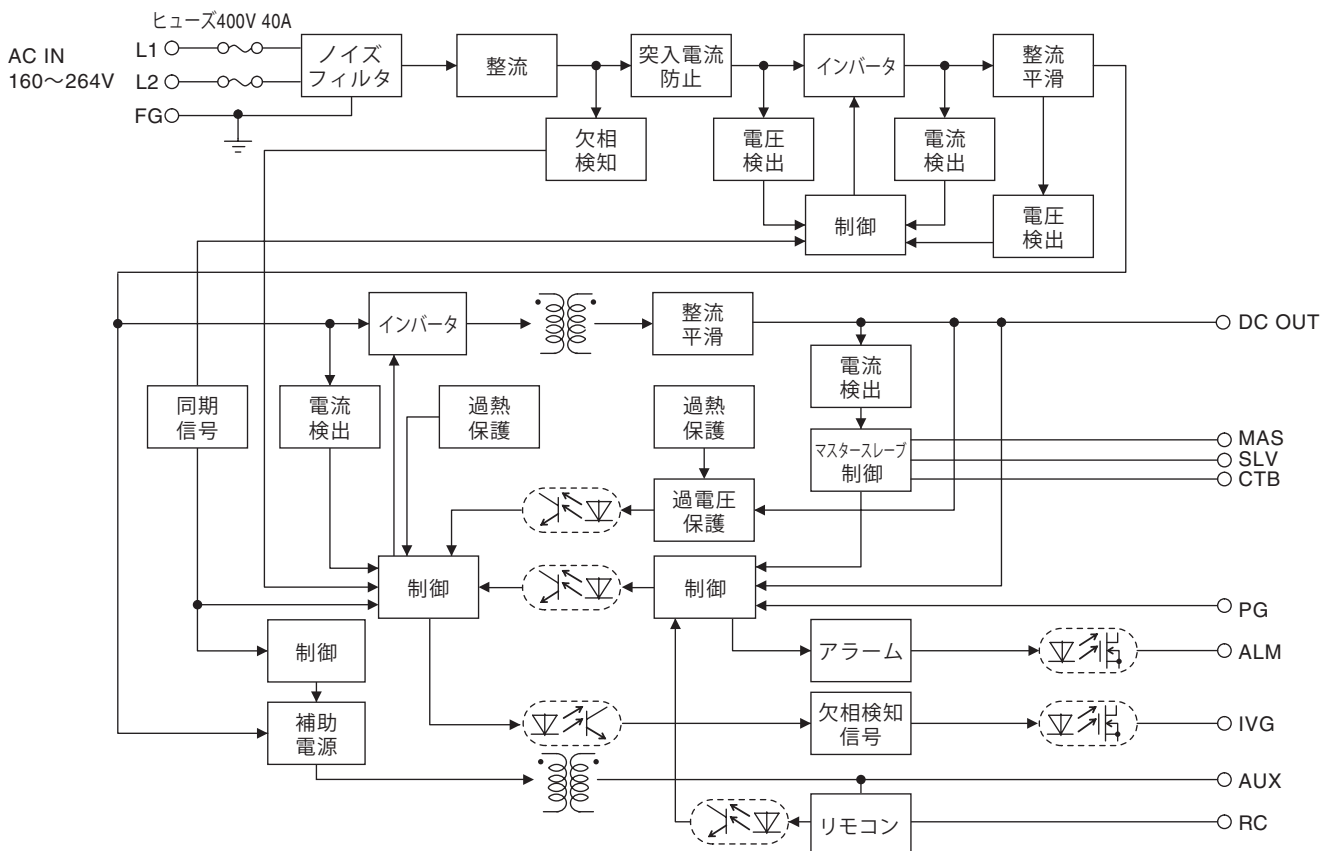 ヒューズ400V 40A
AC IN
160〜264V
L1
L2
FG
ノイズ
フィルタ
整流
突入電流
防止
インバータ
整流
平滑
欠相
検知
電圧
検出
電流
検出
制御
電圧
検出
インバータ
整流
平滑
DC OUT
同期
信号
電流
検出
過熱
保護
過熱
保護
電流
検出
マスタースレーブ
制御
MAS
SLV
CTB
過電圧
保護
制御
制御
PG
制御
アラーム
ALM
補助
電源
欠相検知
信号
IVG
AUX
リモコン
RC